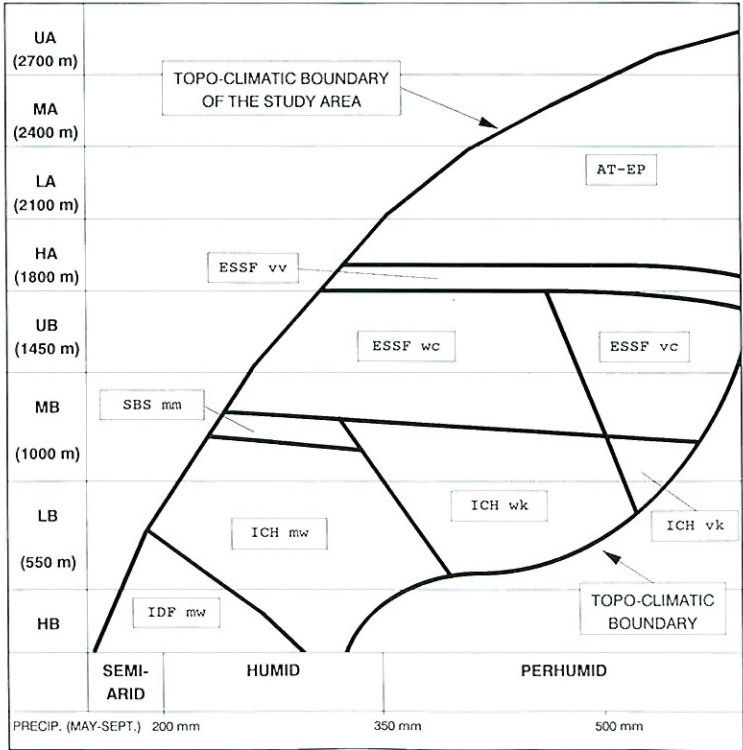 UA
(2700 m)
TOPO-CLIMATIC BOUNDARY
OF THE STUDY AREA
MA
(2400 m)
AT-EP
LA
(2100 m)
HA
(1800 m)
ESSF vv
UB
(1450 m)
ESSF wc
ESSF vc
MB
(1000 m)
SBS mm
LB
(550 m)
ICH mw
ICH wk
ICH vk
HB
IDF mw
TOPO-CLIMATIC
BOUNDARY
SEMI-
ARID
HUMID
PERHUMID
PRECIP. (MAY-SEPT.) 200 mm 350 mm 500 mm